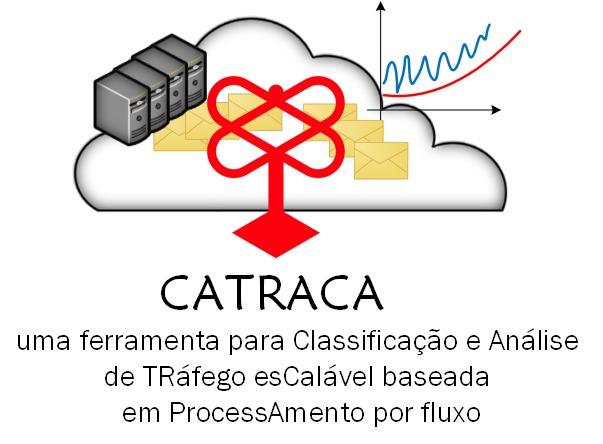 CATRACA
uma ferramenta para Classificação e Análise
de TRáfego esCalável baseada
em ProcessAmento por fluxo